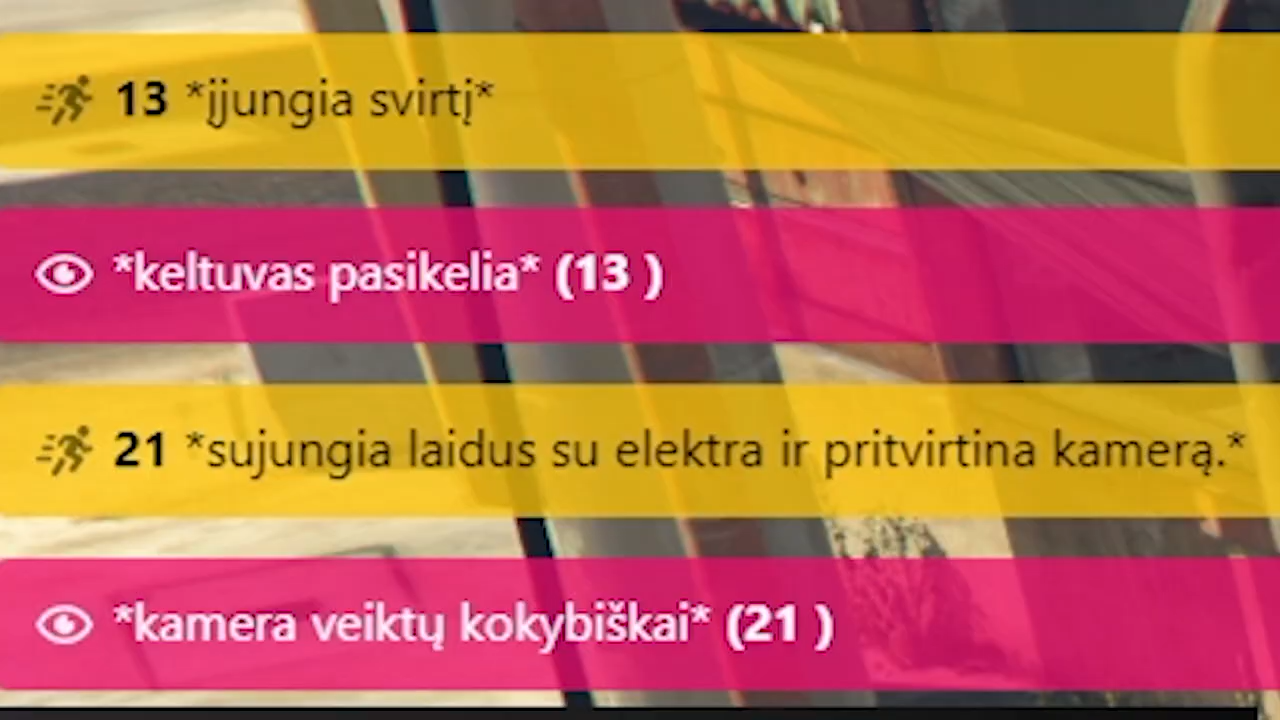 13 *įjungia svirtį*
*keltuvas pasikelia* (13 )
21 *sujungia laidus su elektra ir pritvirtina kamerą.*
*kamera veiktų kokybiškai* (21 )